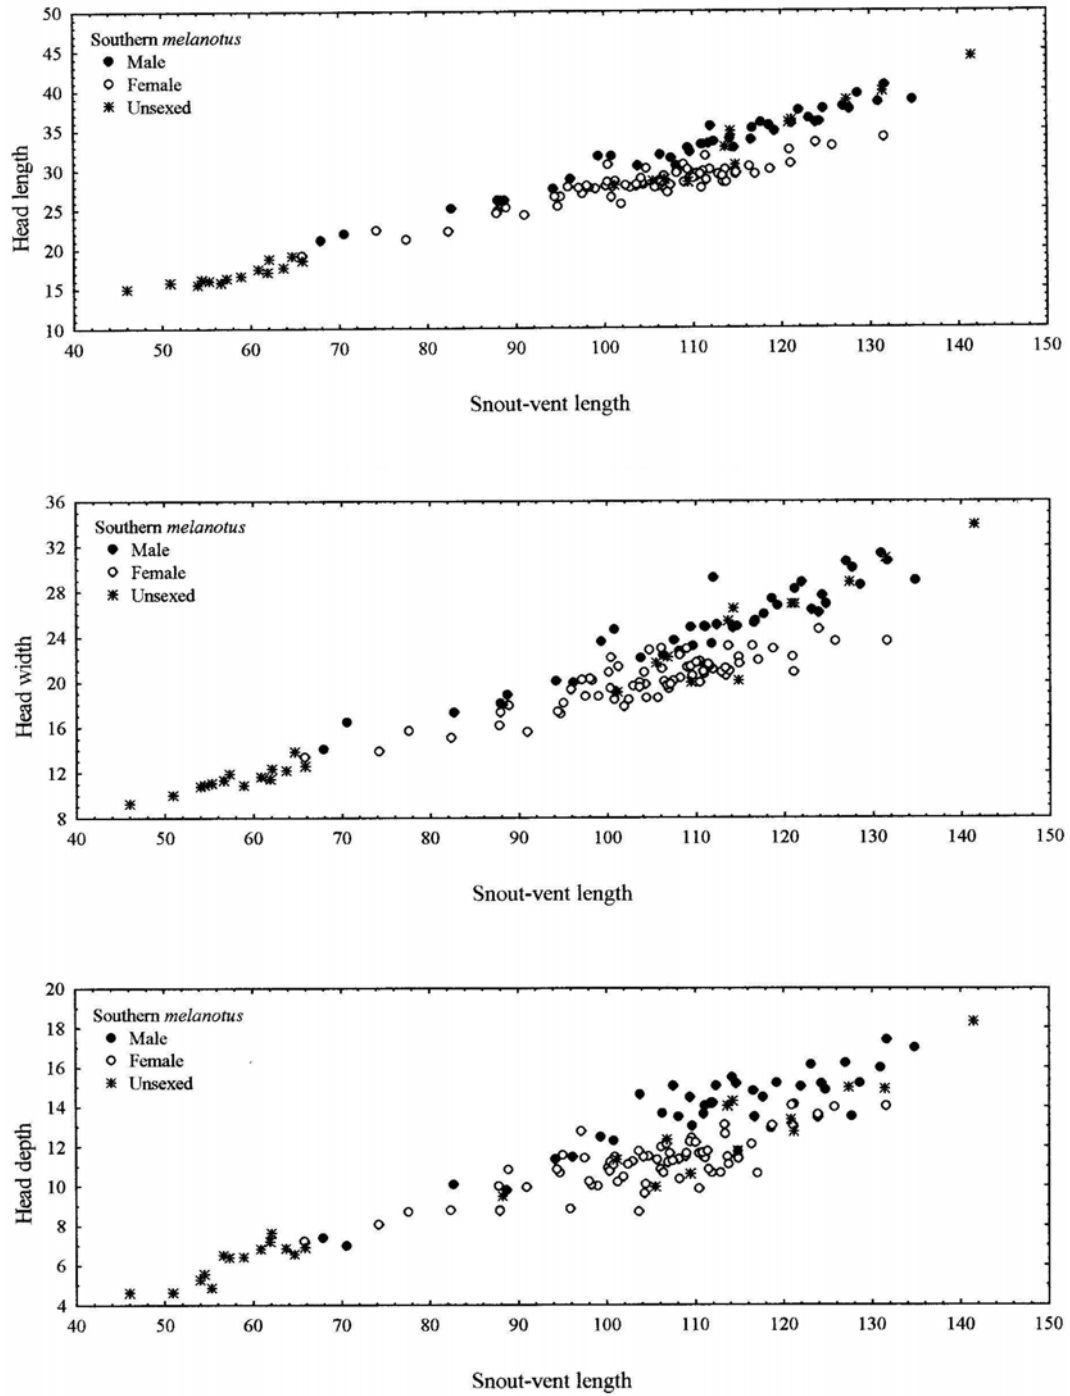 50
45
40
35
30
25
20
15
10
Head length
Southern melanotus
Male
Female
Unsexed
40 50 60 70 80 90 100 110 120 130 140 150
Snout-vent length
36
32
28
24
20
16
12
8
Head width
Southern melanotus
Male
Female
Unsexed
40 50 60 70 80 90 100 110 120 130 140 150
Snout-vent length
20
18
16
14
12
10
8
6
4
Head depth
Southern melanotus
Male
Female
Unsexed
40 50 60 70 80 90 100 110 120 130 140 150
Snout-vent length